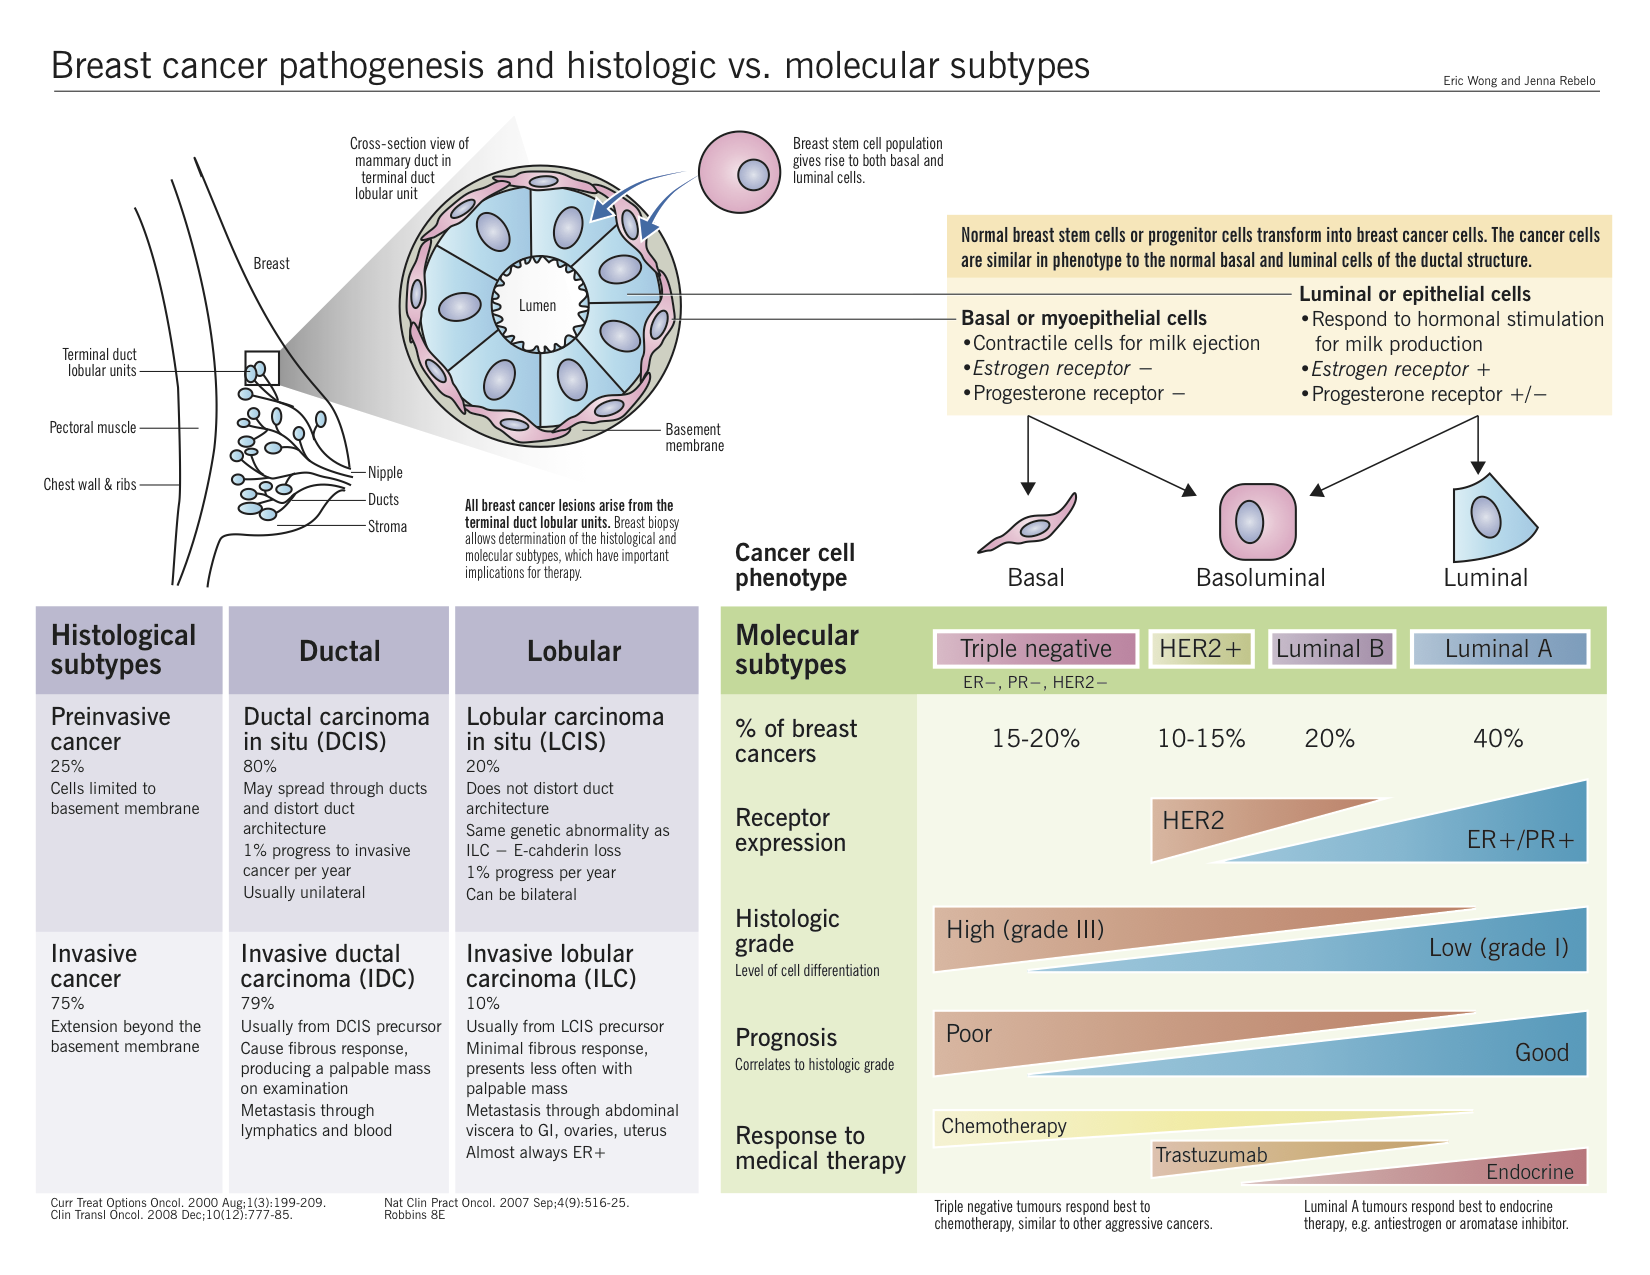 Breast cancer pathogenesis and histologic vs. molecular subtypes
Eric Wong and Jenna Rebelo
Cross-section view of
mammary duct in
terminal duct
lobular unit
Breast stem cell population
gives rise to both basal and
luminal cells.
Breast
Lumen
Terminal duct
lobular units
Pectoral muscle
Chest wall & ribs
Nipple
Ducts
Stroma
Basement
membrane
All breast cancer lesions arise from the
terminal duct lobular units. Breast biopsy
allows determination of the histological and
molecular subtypes, which have important
implications for therapy.
Normal breast stem cells or progenitor cells transform into breast cancer cells. The cancer cells
are similar in phenotype to the normal basal and luminal cells of the ductal structure.
Basal or myoepithelial cells
•Contractile cells for milk ejection
•Estrogen receptor −
•Progesterone receptor −
Luminal or epithelial cells
•Respond to hormonal stimulation
for milk production
•Estrogen receptor +
•Progesterone receptor +/−
Cancer cell
phenotype
Basal
Basoluminal
Luminal
Histological
subtypes
Ductal
Lobular
Preinvasive
cancer
25%
Cells limited to
basement membrane
Ductal carcinoma
in situ (DCIS)
80%
May spread through ducts
and distort duct
architecture
1% progress to invasive
cancer per year
Usually unilateral
Lobular carcinoma
in situ (LCIS)
20%
Does not distort duct
architecture
Same genetic abnormality as
ILC − E-cahderin loss
1% progress per year
Can be bilateral
Invasive
cancer
75%
Extension beyond the
basement membrane
Invasive ductal
carcinoma (IDC)
79%
Usually from DCIS precursor
Cause fibrous response,
producing a palpable mass
on examination
Metastasis through
lymphatics and blood
Invasive lobular
carcinoma (ILC)
10%
Usually from LCIS precursor
Minimal fibrous response,
presents less often with
palpable mass
Metastasis through abdominal
viscera to GI, ovaries, uterus
Almost always ER+
Molecular
subtypes
Triple negative
HER2+
Luminal B
Luminal A
ER−, PR−, HER2−
% of breast
cancers
15-20%
10-15%
20%
40%
Receptor
expression
HER2
ER+/PR+
Histologic
grade
Level of cell differentiation
High (grade III)
Low (grade I)
Prognosis
Correlates to histologic grade
Poor
Good
Response to
medical therapy
Chemotherapy
Trastuzumab
Endocrine
Curr Treat Options Oncol. 2000 Aug;1(3):199-209.
Clin Transl Oncol. 2008 Dec;10(12):777-85.
Nat Clin Pract Oncol. 2007 Sep;4(9):516-25.
Robbins 8E
Triple negative tumours respond best to
chemotherapy, similar to other aggressive cancers.
Luminal A tumours respond best to endocrine
therapy, e.g. antiestrogen or aromatase inhibitor.